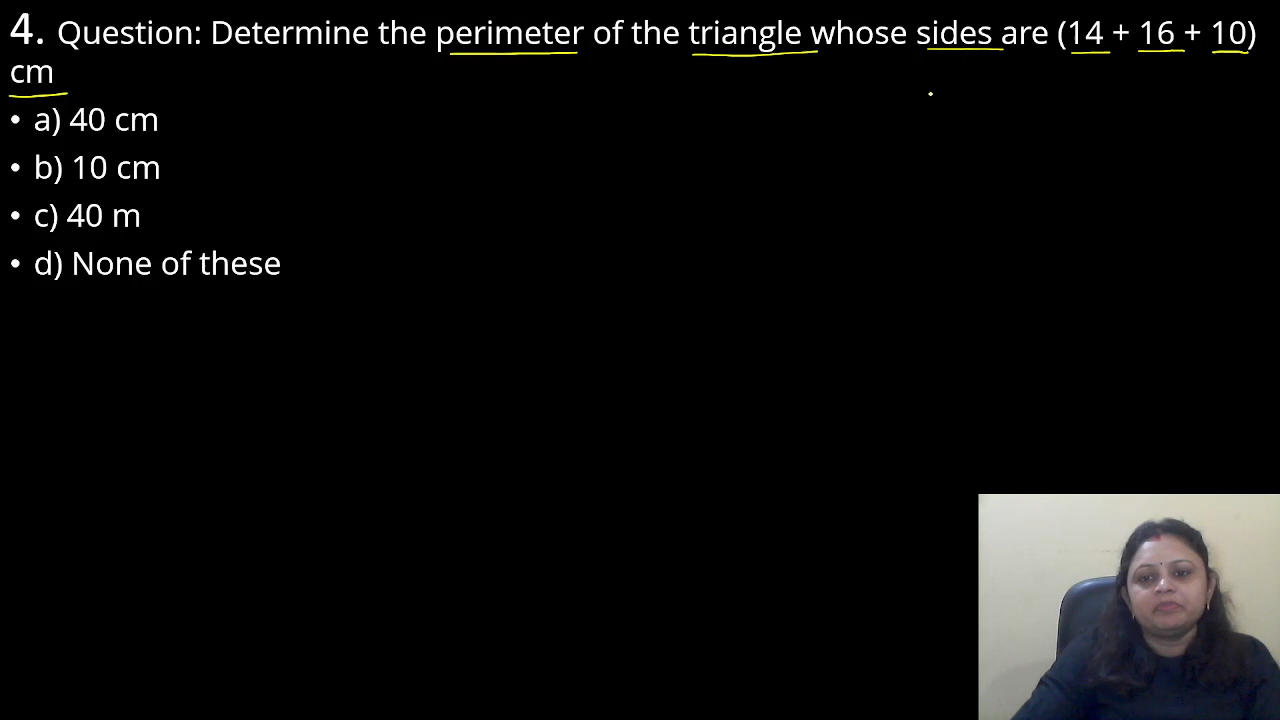 4. Question: Determine the perimeter of the triangle whose sides are (14 + 16 + 10)
cm
• a) 40 cm
• b) 10 cm
• c) 40 m
• d) None of these